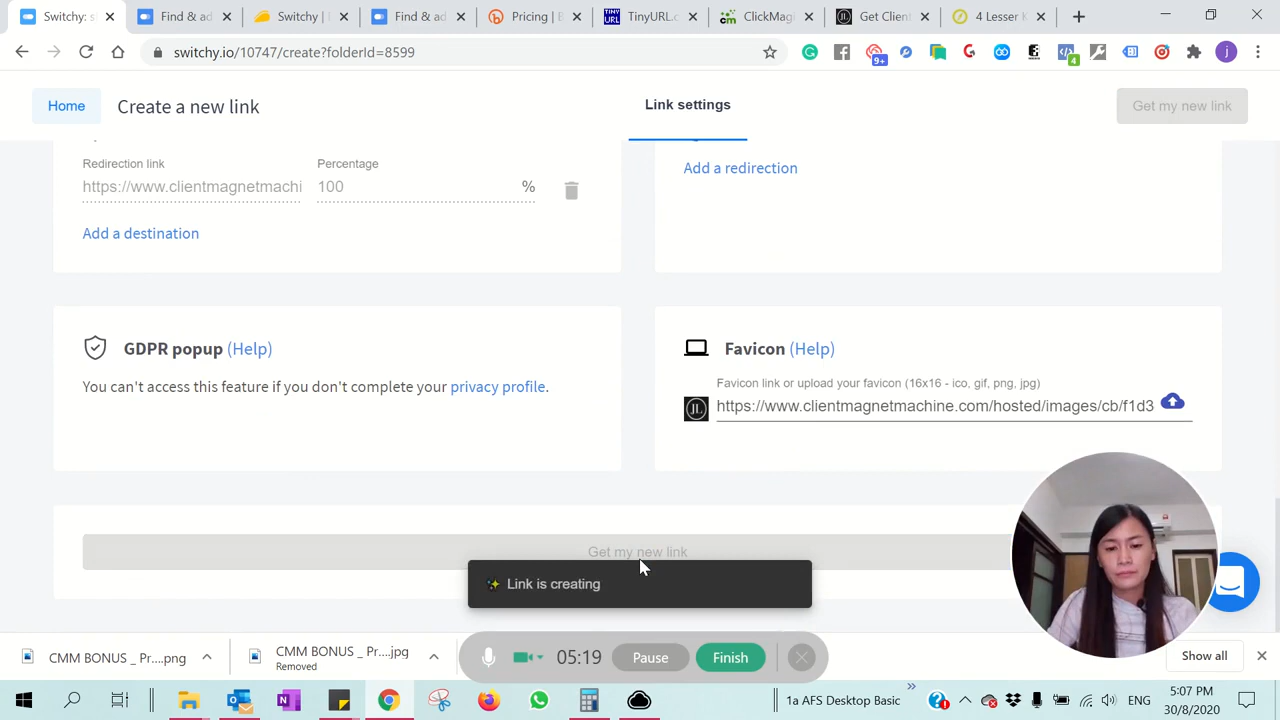 Switchy: s
Find & ad
Switchy |
Find & ad
Pricing | B
TinyURL.c
ClickMagi
Get Client
4 Lesser K
switchy.io/10747/create?folderId=8599
9+
4
Home
Create a new link
Link settings
Get my new link
Redirection link
Percentage
https://www.clientmagnetmachi
100
%
Add a destination
Add a redirection
GDPR popup (Help)
You can't access this feature if you don't complete your privacy profile.
Favicon (Help)
Favicon link or upload your favicon (16x16 - ico, gif, png, jpg)
JL
https://www.clientmagnetmachine.com/hosted/images/cb/f1d3
Get my new link
Link is creating
CMM BONUS _ Pr....png
CMM BONUS _ Pr....jpg
Removed
05:19
Pause
Finish
Show all
1a AFS Desktop Basic
ENG
5:07 PM
30/8/2020